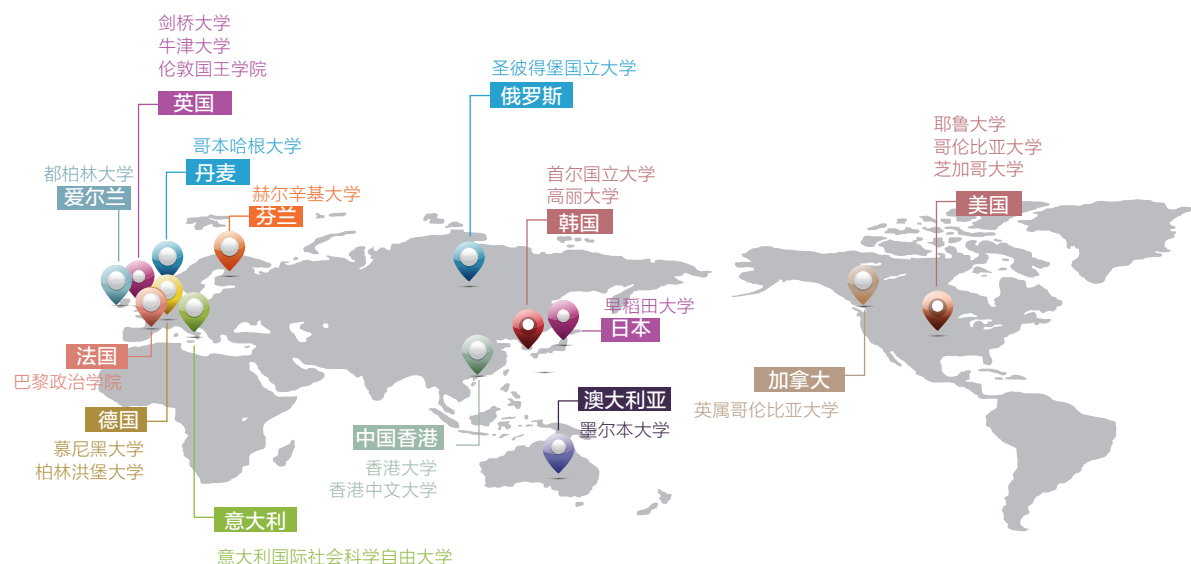 剑桥大学
牛津大学
伦敦国王学院
英国
圣彼得堡国立大学
俄罗斯
耶鲁大学
哥伦比亚大学
芝加哥大学
美国
哥本哈根大学
丹麦
都柏林大学
爱尔兰
赫尔辛基大学
芬兰
首尔国立大学
高丽大学
韩国
早稻田大学
日本
法国
巴黎政治学院
加拿大
英属哥伦比亚大学
德国
慕尼黑大学
柏林洪堡大学
澳大利亚
墨尔本大学
中国香港
香港大学
香港中文大学
意大利
意大利国际社会科学自由大学